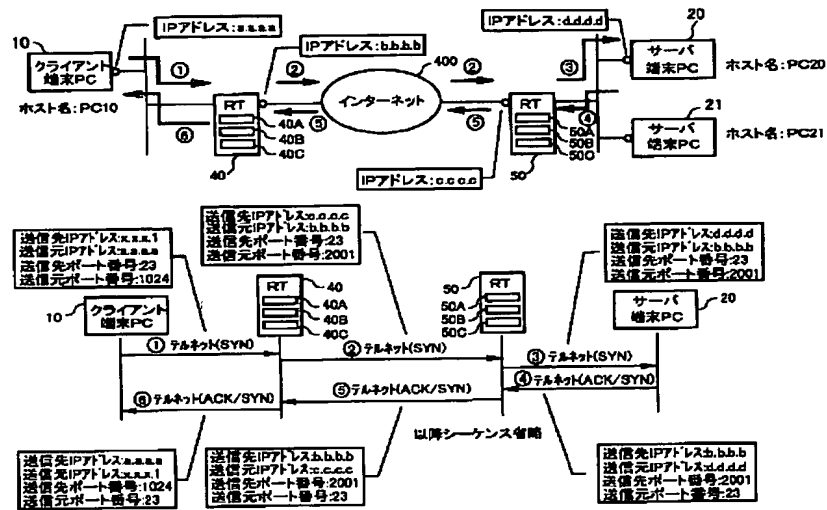 10
IPアドレス:a.a.a.a
クライアント
端末PC
ホスト名:PC10
①
②
IPアドレス:b.b.b.b
400
インターネット
②
③
IPアドレス:d.d.d.d
20
サーバ
端末PC
ホスト名:PC20
⑥
RT
40A
40B
40C
40
⑤
⑤
RT
50A
50B
50C
50
④
IPアドレス:c.c.c.c
21
サーバ
端末PC
ホスト名:PC21
送信先IPアドレス:x.x.x.1
送信元IPアドレス:a.a.a.a
送信先ポート番号:23
送信元ポート番号:1024
送信先IPアドレス:c.c.c.c
送信元IPアドレス:b.b.b.b
送信先ポート番号:23
送信元ポート番号:2001
送信先IPアドレス:d.d.d.d
送信元IPアドレス:b.b.b.b
送信先ポート番号:23
送信元ポート番号:2001
10
クライアント
端末PC
RT
40
40A
40B
40C
50
RT
50A
50B
50C
サーバ
端末PC
20
①テルネット(SYN)
②テルネット(SYN)
③テルネット(SYN)
④テルネット(ACK/SYN)
⑤テルネット(ACK/SYN)
⑥テルネット(ACK/SYN)
以降シーケンス省略
送信先IPアドレス:a.a.a.a
送信元IPアドレス:x.x.x.1
送信先ポート番号:1024
送信元ポート番号:23
送信先IPアドレス:b.b.b.b
送信元IPアドレス:c.c.c.c
送信先ポート番号:2001
送信元ポート番号:23
送信先IPアドレス:b.b.b.b
送信元IPアドレス:d.d.d.d
送信先ポート番号:2001
送信元ポート番号:23